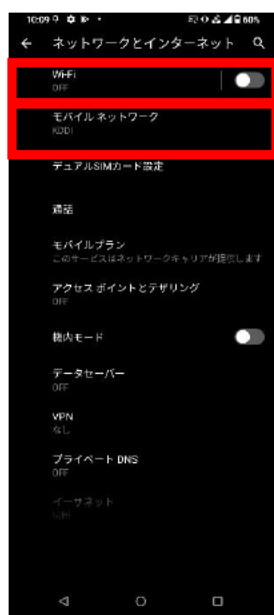 10:09
60%
ネットワークとインターネット
Wi-Fi
OFF
モバイル ネットワーク
KDDI
デュアルSIMカード設定
通話
モバイルプラン
このサービスはネットワークキャリアが提供します
アクセス ポイントとテザリング
OFF
機内モード
データセーバー
OFF
VPN
なし
プライベート DNS
OFF
イーサネット